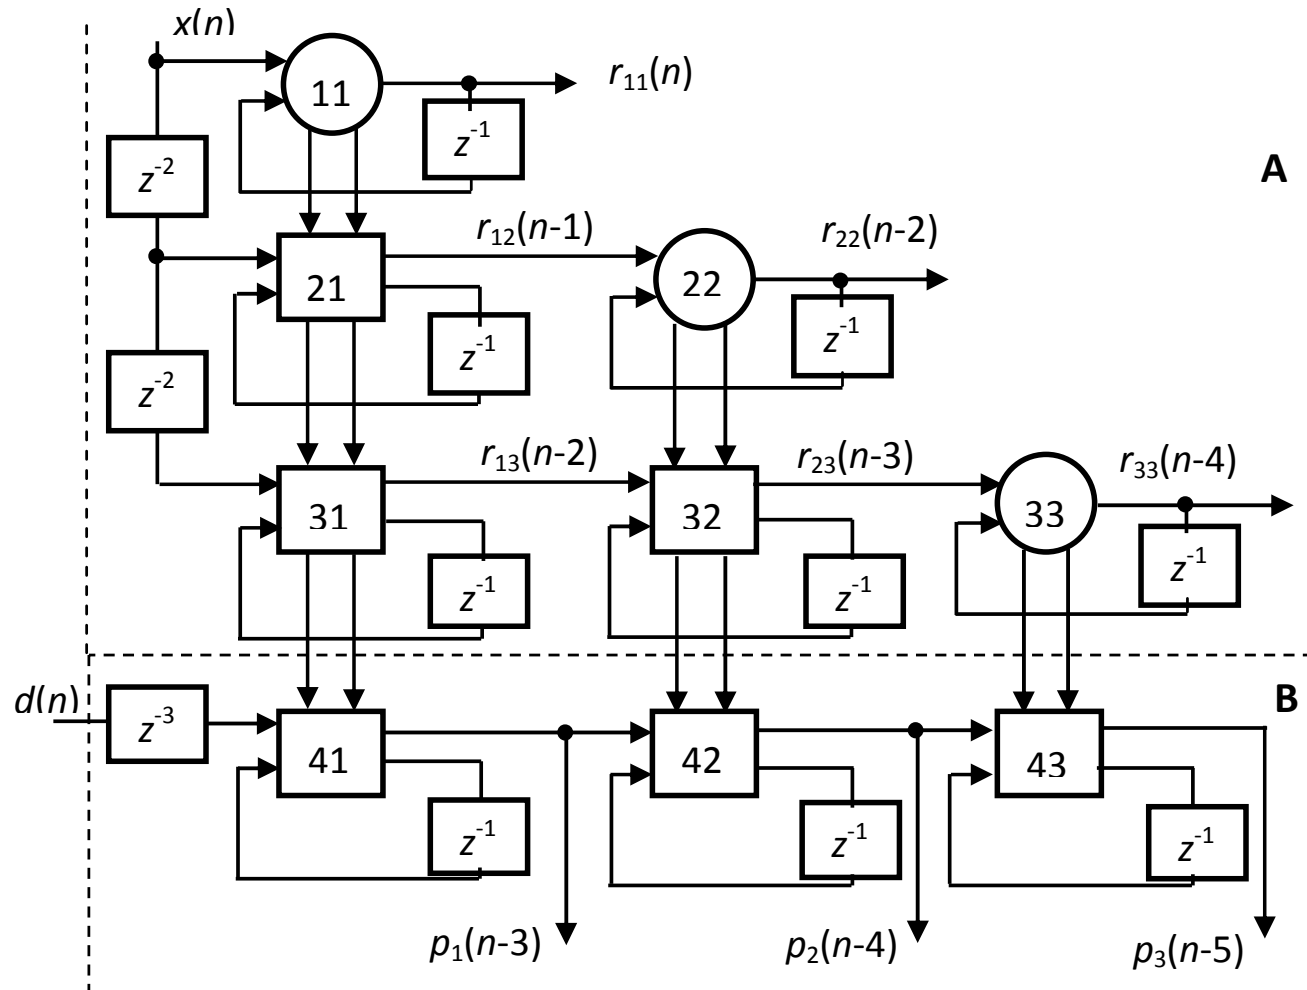 x(n)
11
r₁₁(n)
z⁻¹
z⁻²
A
r₁₂(n-1)
r₂₂(n-2)
21
22
z⁻¹
z⁻¹
z⁻²
r₁₃(n-2)
r₂₃(n-3)
r₃₃(n-4)
31
32
33
z⁻¹
z⁻¹
z⁻¹
B
d(n)
z⁻³
41
42
43
z⁻¹
z⁻¹
z⁻¹
p₁(n-3)
p₂(n-4)
p₃(n-5)